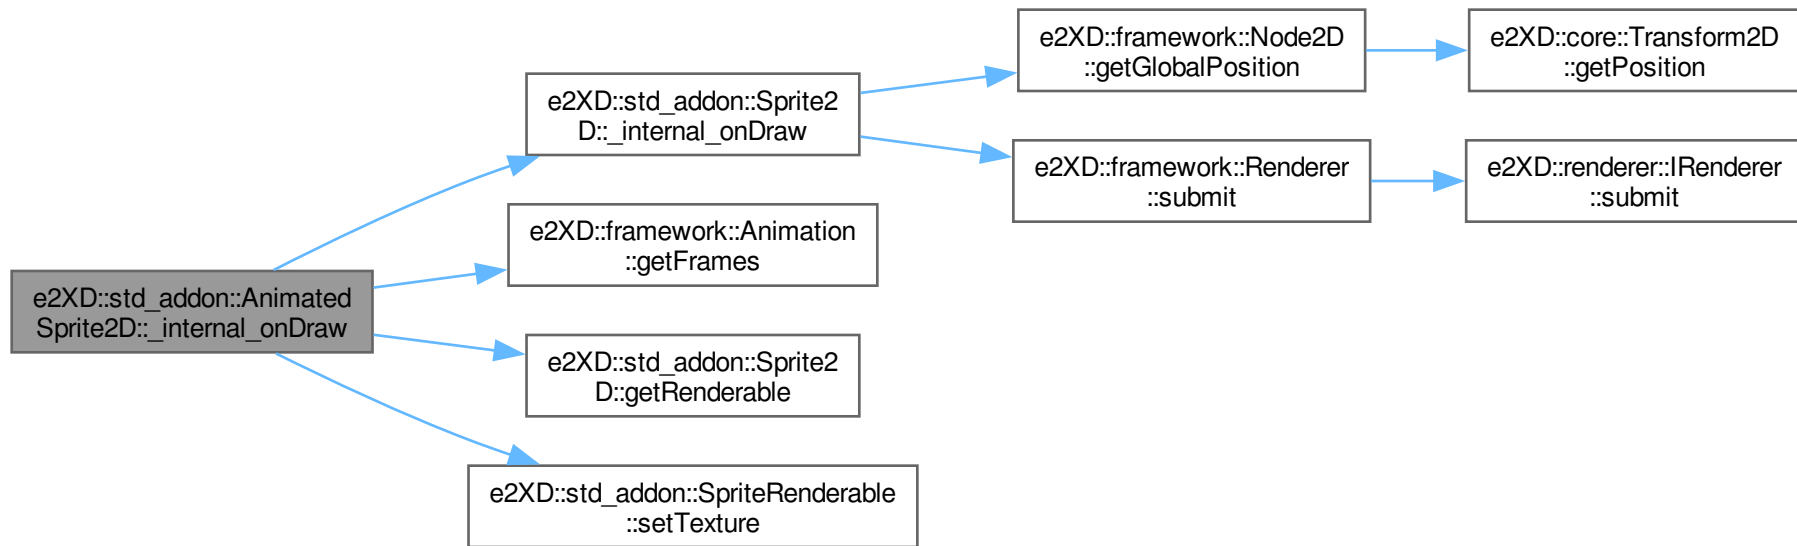 e2XD::std_addon::Animated
Sprite2D::_internal_onDraw
e2XD::std_addon::Sprite2
D::_internal_onDraw
e2XD::framework::Node2D
::getGlobalPosition
e2XD::core::Transform2D
::getPosition
e2XD::framework::Renderer
::submit
e2XD::renderer::IRenderer
::submit
e2XD::framework::Animation
::getFrames
e2XD::std_addon::Sprite2
D::getRenderable
e2XD::std_addon::SpriteRenderable
::setTexture